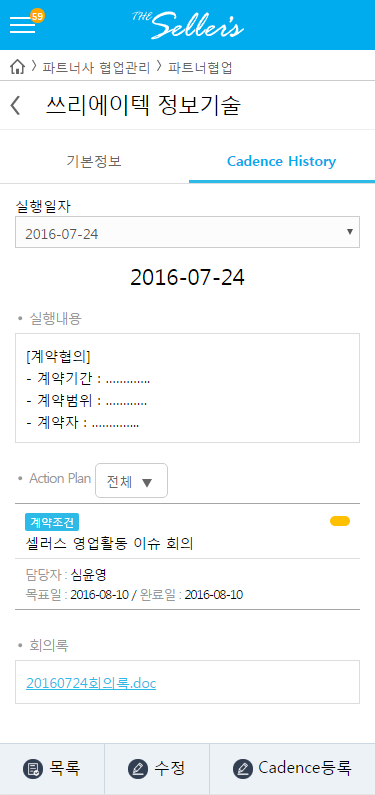 59
THE Seller's
파트너사 협업관리 > 파트너협업
쓰리에이텍 정보기술
기본정보
Cadence History
실행일자
2016-07-24
2016-07-24
• 실행내용
[계약협의]
- 계약기간 : .............
- 계약범위 : ............
- 계약자 : ..............
• Action Plan 전체 ▼
계약조건
셀러스 영업활동 이슈 회의
담당자 : 심윤영
목표일 : 2016-08-10 / 완료일 : 2016-08-10
• 회의록
20160724회의록.doc
목록
수정
Cadence등록